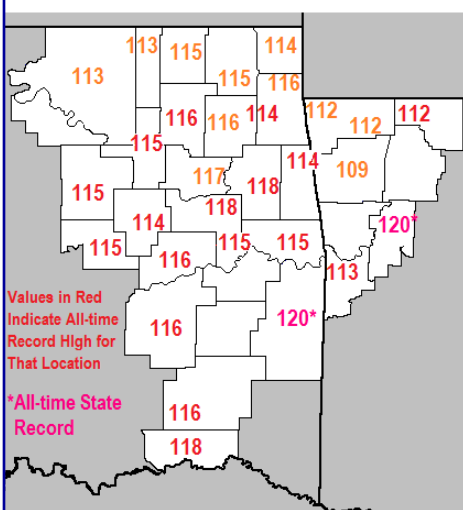 113 115 114
113 115 116
116 116 114 112 112 112
115 114
117 109
115 118 118
114 120*
115 116 115 115 113
Values in Red
Indicate All-time
Record HIgh for
That Location
116 120*
*All-time State
Record
116
118